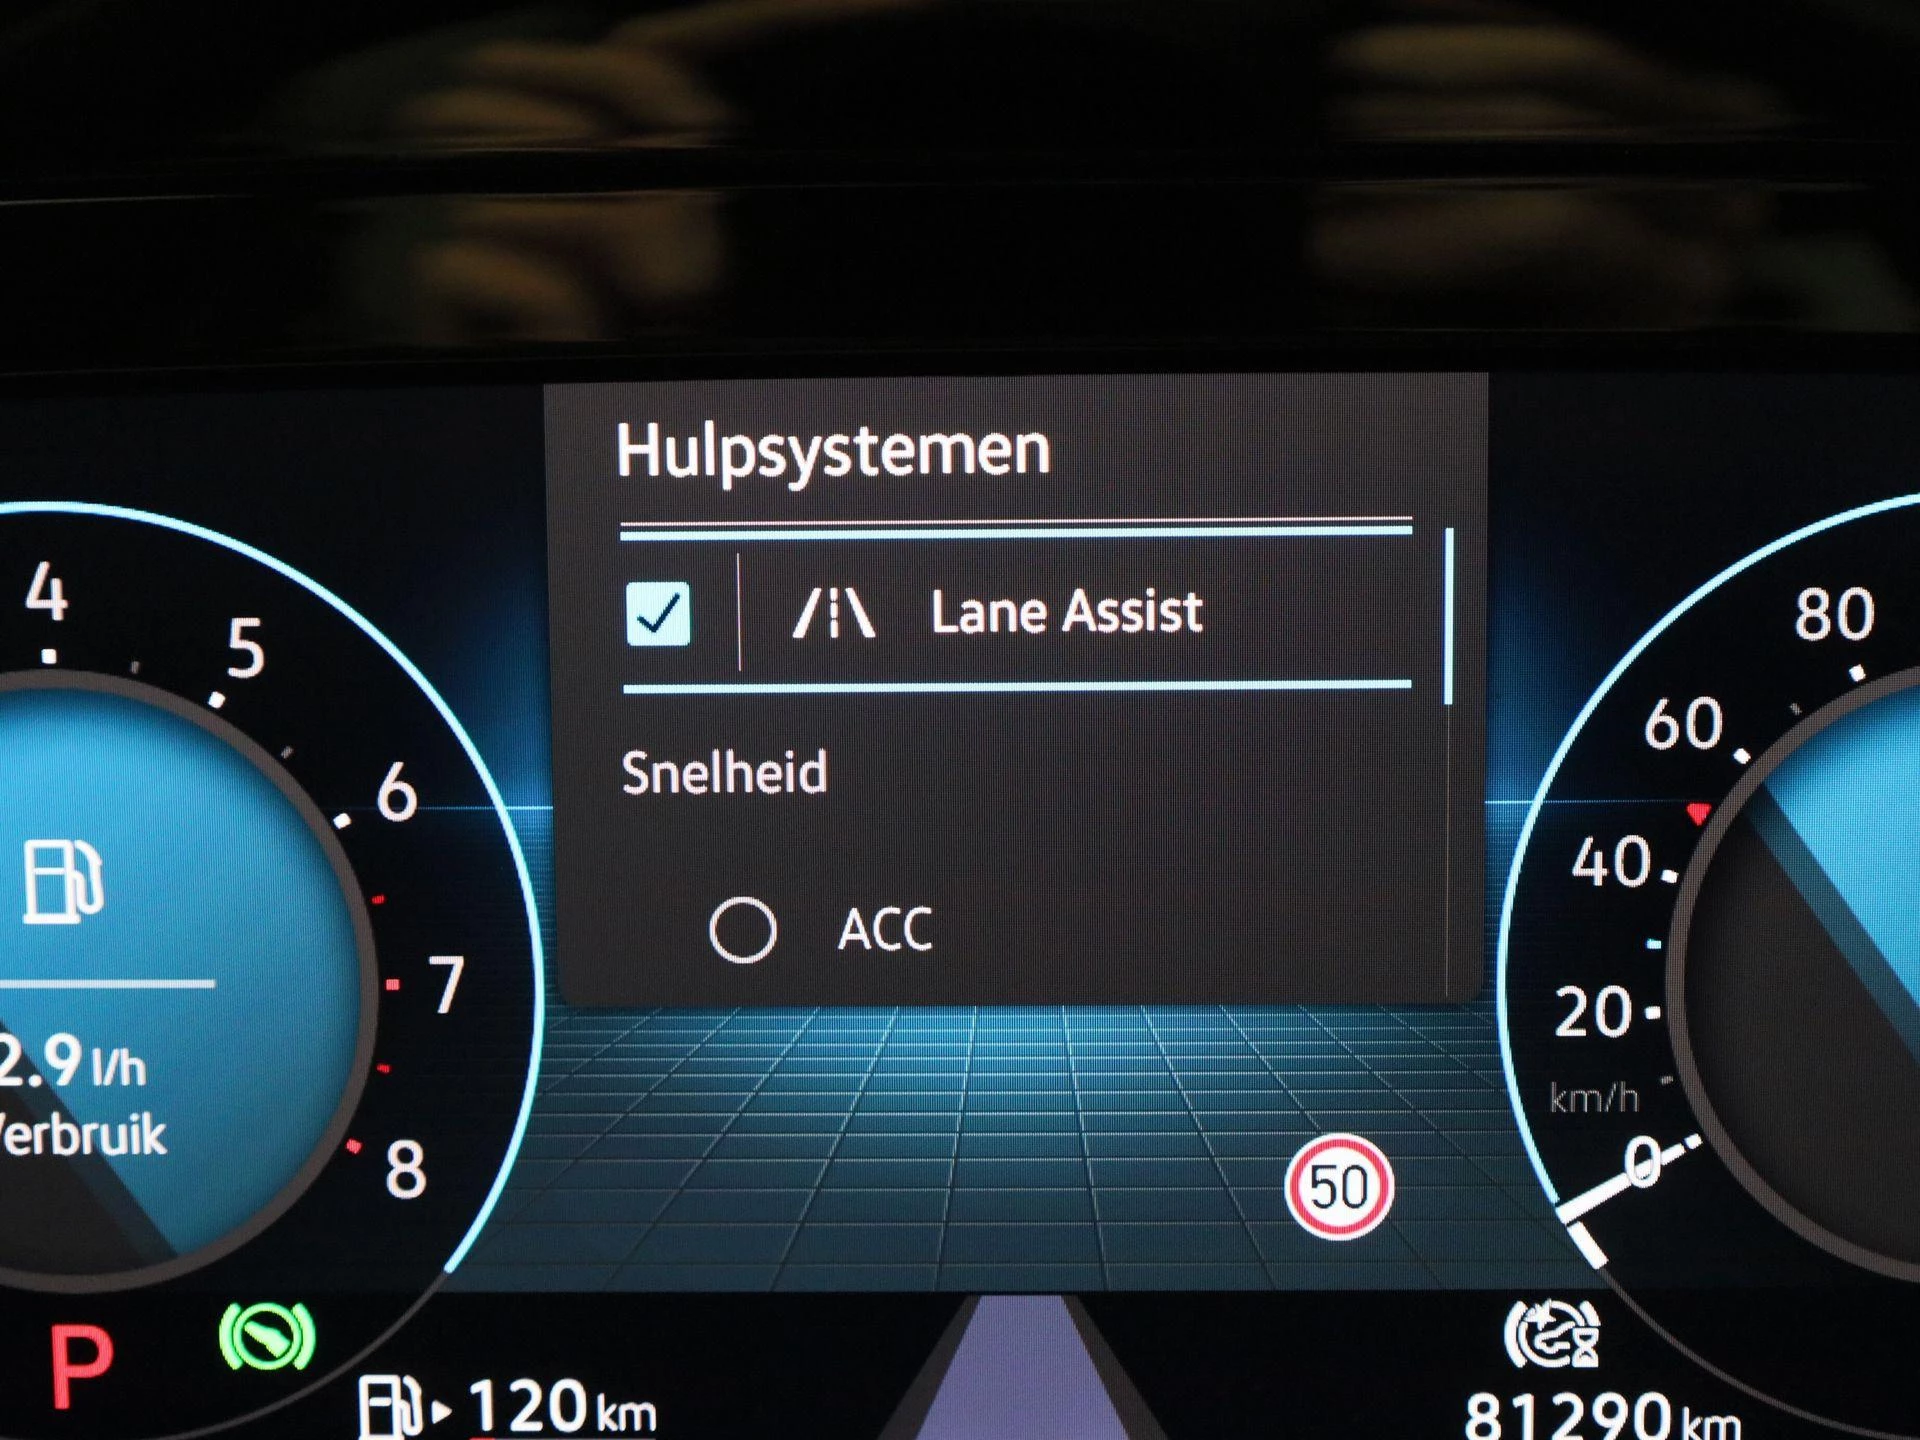 Hulpsystemen
Lane Assist
Snelheid
ACC
4
5
6
7
8
2.9 l/h
Verbruik
80
60
40
20
km/h
0
50
P
120 km
81290 km